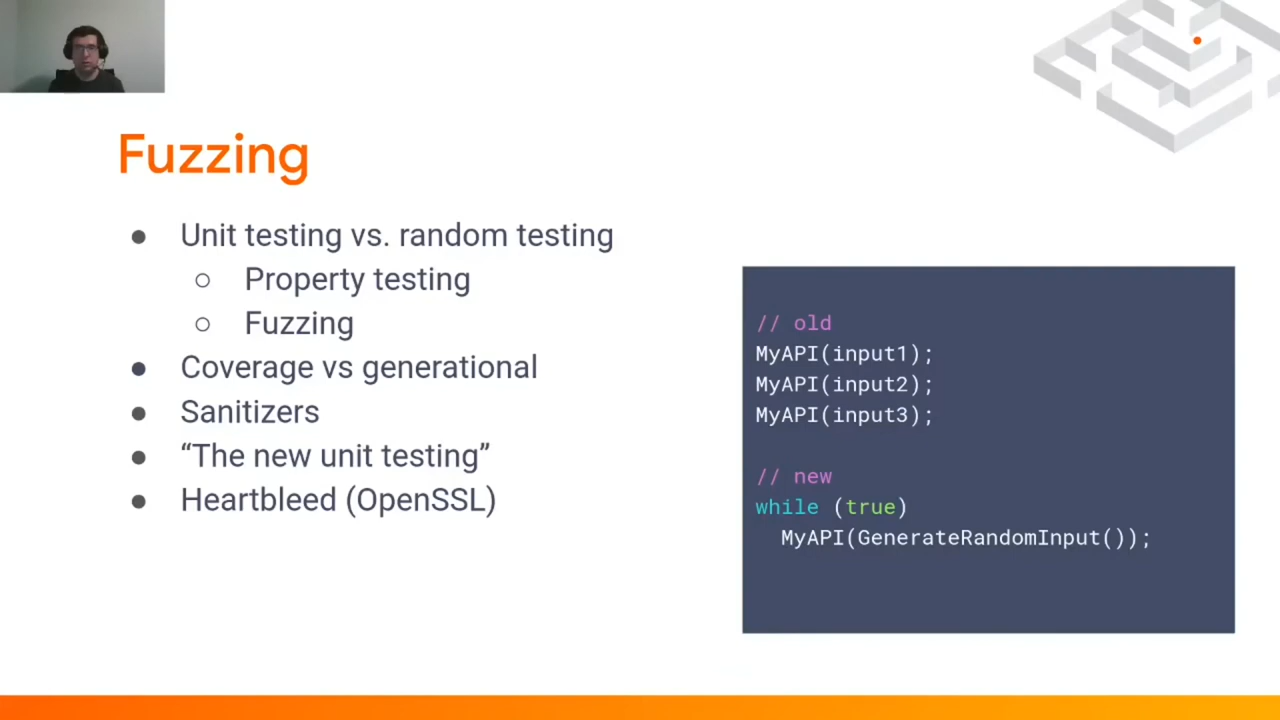 Fuzzing
● Unit testing vs. random testing
○ Property testing
○ Fuzzing
● Coverage vs generational
● Sanitizers
● “The new unit testing”
● Heartbleed (OpenSSL)
// old
MyAPI(input1);
MyAPI(input2);
MyAPI(input3);
// new
while (true)
MyAPI(GenerateRandomInput());